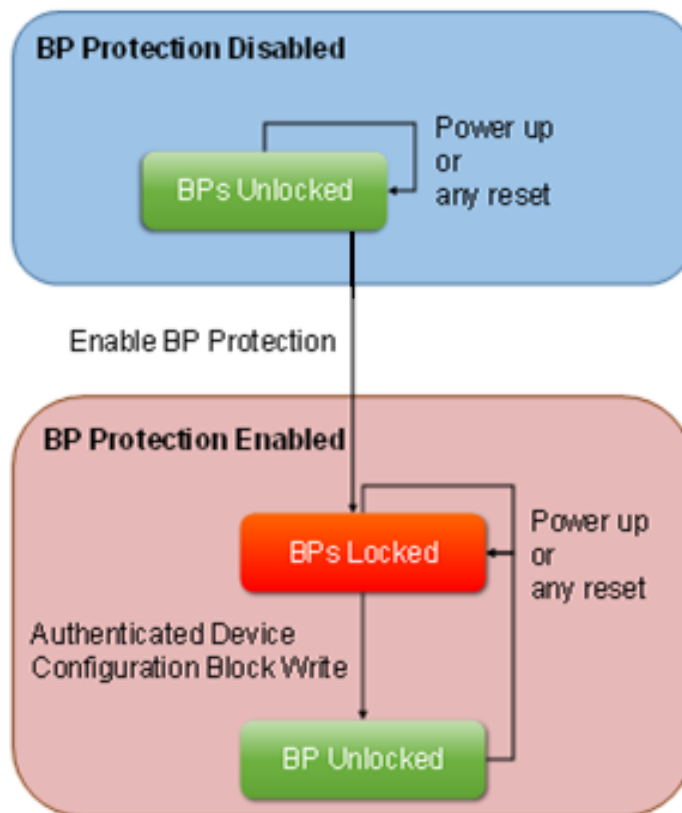 BP Protection Disabled
Power up
or
any reset
BPs Unlocked
Enable BP Protection
BP Protection Enabled
Power up
or
any reset
BPs Locked
Authenticated Device
Configuration Block Write
BP Unlocked